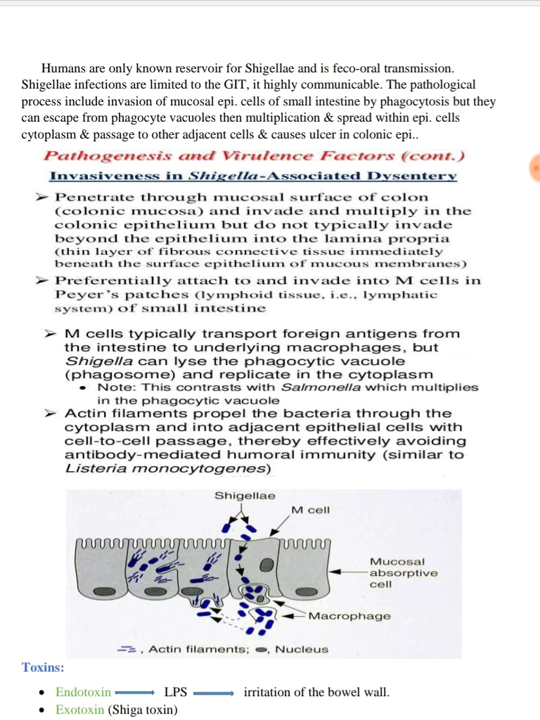 Humans are only known reservoir for Shigellae and is feco-oral transmission.
Shigellae infections are limited to the GIT, it highly communicable. The pathological
process include invasion of mucosal epi. cells of small intestine by phagocytosis but they
can escape from phagocyte vacuoles then multiplication & spread within epi. cells
cytoplasm & passage to other adjacent cells & causes ulcer in colonic epi..
Pathogenesis and Virulence Factors (cont.)
Invasiveness in Shigella-Associated Dysentery
➢ Penetrate through mucosal surface of colon
(colonic mucosa) and invade and multiply in the
colonic epithelium but do not typically invade
beyond the epithelium into the lamina propria
(thin layer of fibrous connective tissue immediately
beneath the surface epithelium of mucous membranes)
➢ Preferentially attach to and invade into M cells in
Peyer's patches (lymphoid tissue, i.e., lymphatic
system) of small intestine
➢ M cells typically transport foreign antigens from
the intestine to underlying macrophages, but
Shigella can lyse the phagocytic vacuole
(phagosome) and replicate in the cytoplasm
• Note: This contrasts with Salmonella which multiplies
in the phagocytic vacuole
➢ Actin filaments propel the bacteria through the
cytoplasm and into adjacent epithelial cells with
cell-to-cell passage, thereby effectively avoiding
antibody-mediated humoral immunity (similar to
Listeria monocytogenes)
Shigellae
M cell
Mucosal
absorptive
cell
Macrophage
, Actin filaments; , Nucleus
Toxins:
• Endotoxin → LPS → irritation of the bowel wall.
• Exotoxin (Shiga toxin)